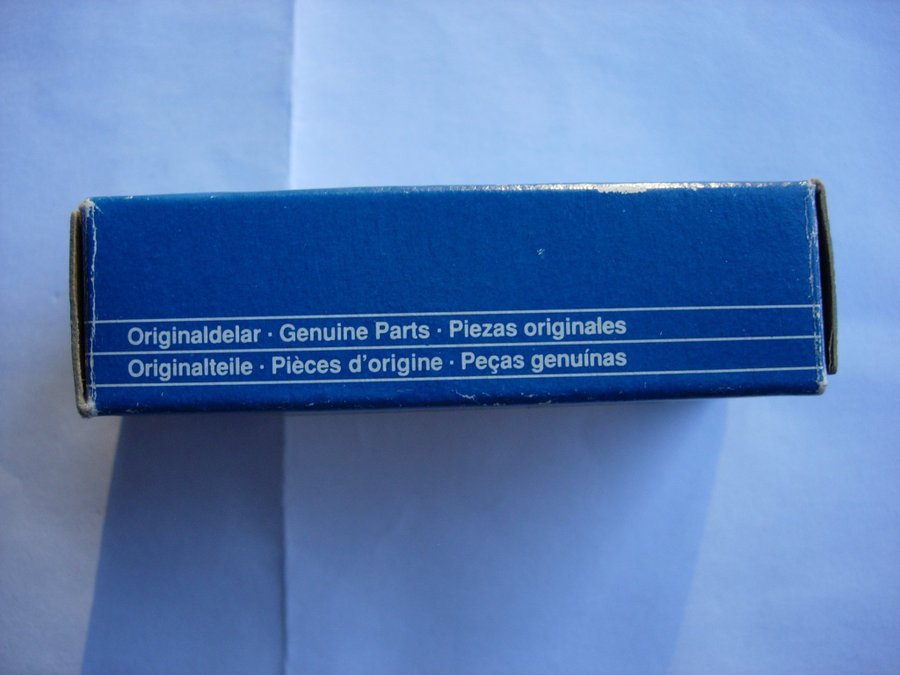 Originaldelar · Genuine Parts · Piezas originales
Originalteile · Pièces d'origine · Peças genuínas